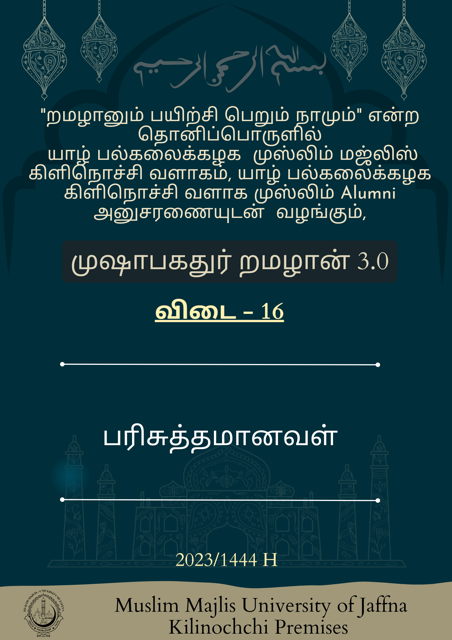 بسم الله الرحمن الرحيم
"றமழானும் பயிற்சி பெறும் நாமும்" என்ற
தொனிப்பொருளில்
யாழ் பல்கலைக்கழக முஸ்லிம் மஜ்லிஸ்
கிளிநொச்சி வளாகம், யாழ் பல்கலைக்கழக
கிளிநொச்சி வளாக முஸ்லிம் Alumni
அனுசரணையுடன் வழங்கும்,
முஷாபகதுர் றமழான் 3.0
விடை - 16
பரிசுத்தமானவள்
2023/1444 H
Muslim Majlis University of Jaffna
Kilinochchi Premises